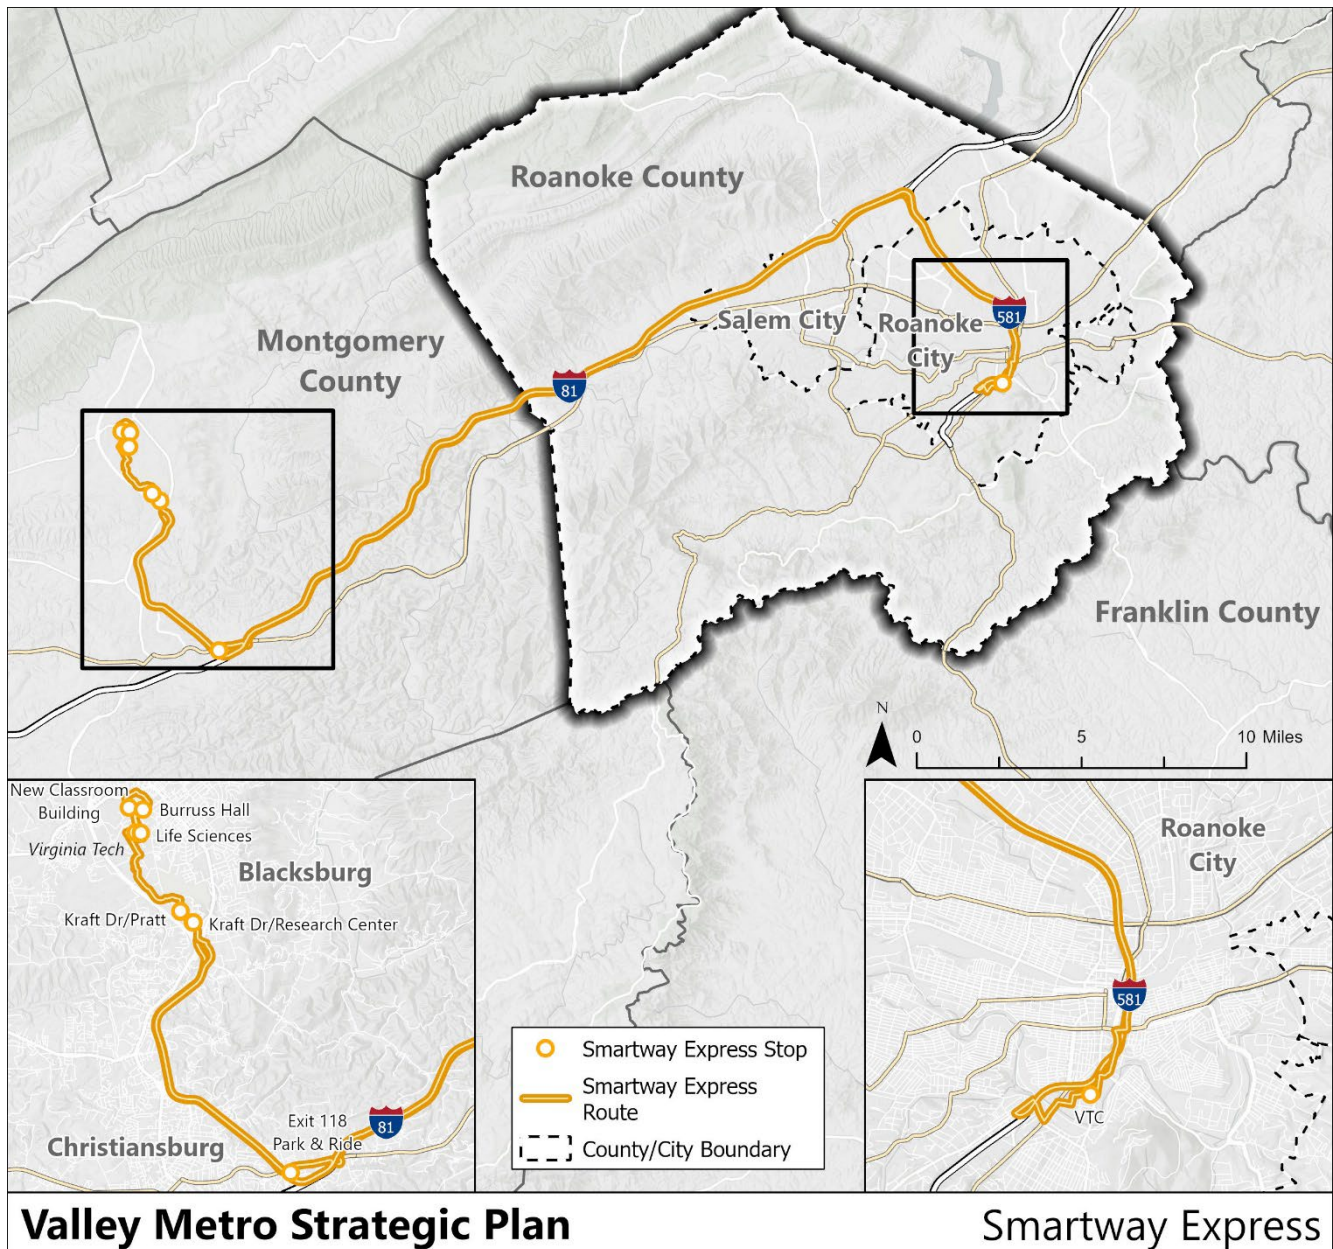 Roanoke County
Montgomery
County
Salem City
Roanoke
City
581
81
Franklin County
N
0
5
10 Miles
New Classroom
Building
Burruss Hall
Life Sciences
Virginia Tech
Blacksburg
Kraft Dr/Pratt
Kraft Dr/Research Center
Exit 118
Park & Ride
81
Christiansburg
Smartway Express Stop
Smartway Express
Route
County/City Boundary
Roanoke
City
581
VTC
Valley Metro Strategic Plan
Smartway Express